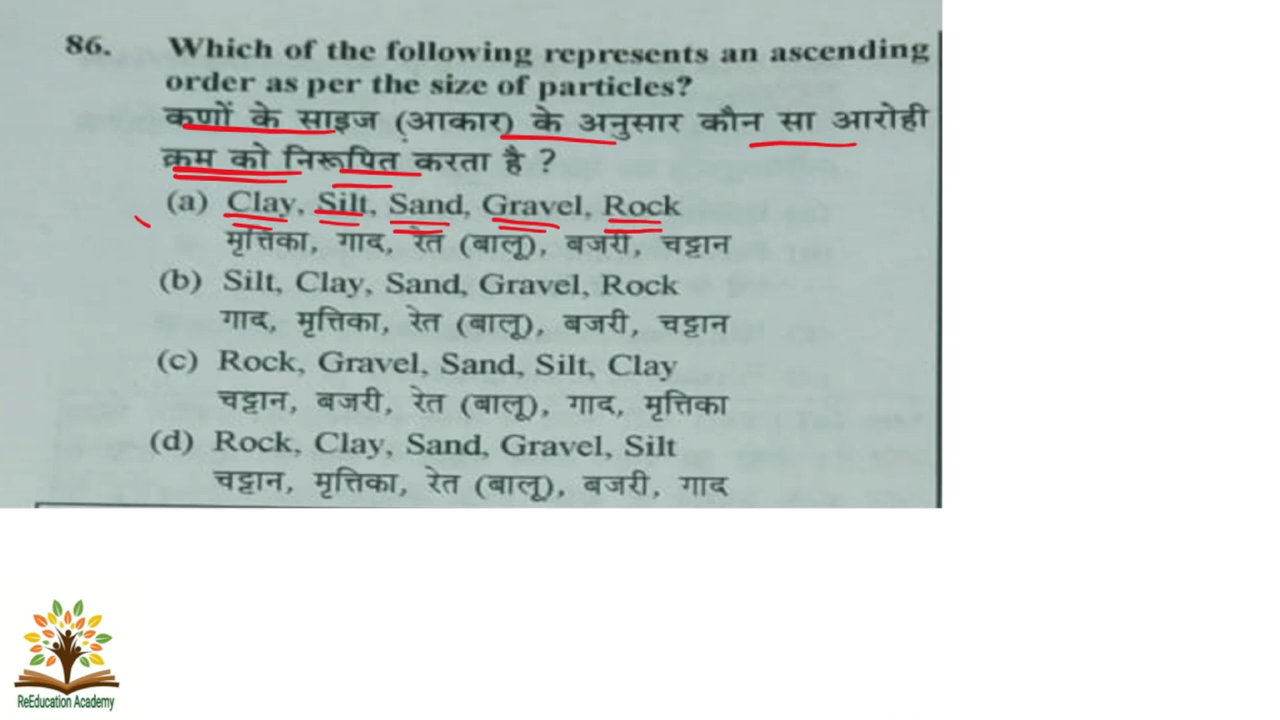 86. Which of the following represents an ascending
order as per the size of particles?
कणों के साइज (आकार) के अनुसार कौन सा आरोही
क्रम को निरूपित करता है ?
(a) Clay, Silt, Sand, Gravel, Rock
मृत्तिका, गाद, रेत (बालू), बजरी, चट्टान
(b) Silt, Clay, Sand, Gravel, Rock
गाद, मृत्तिका, रेत (बालू), बजरी, चट्टान
(c) Rock, Gravel, Sand, Silt, Clay
चट्टान, बजरी, रेत (बालू), गाद, मृत्तिका
(d) Rock, Clay, Sand, Gravel, Silt
चट्टान, मृत्तिका, रेत (बालू), बजरी, गाद
ReEducation Academy